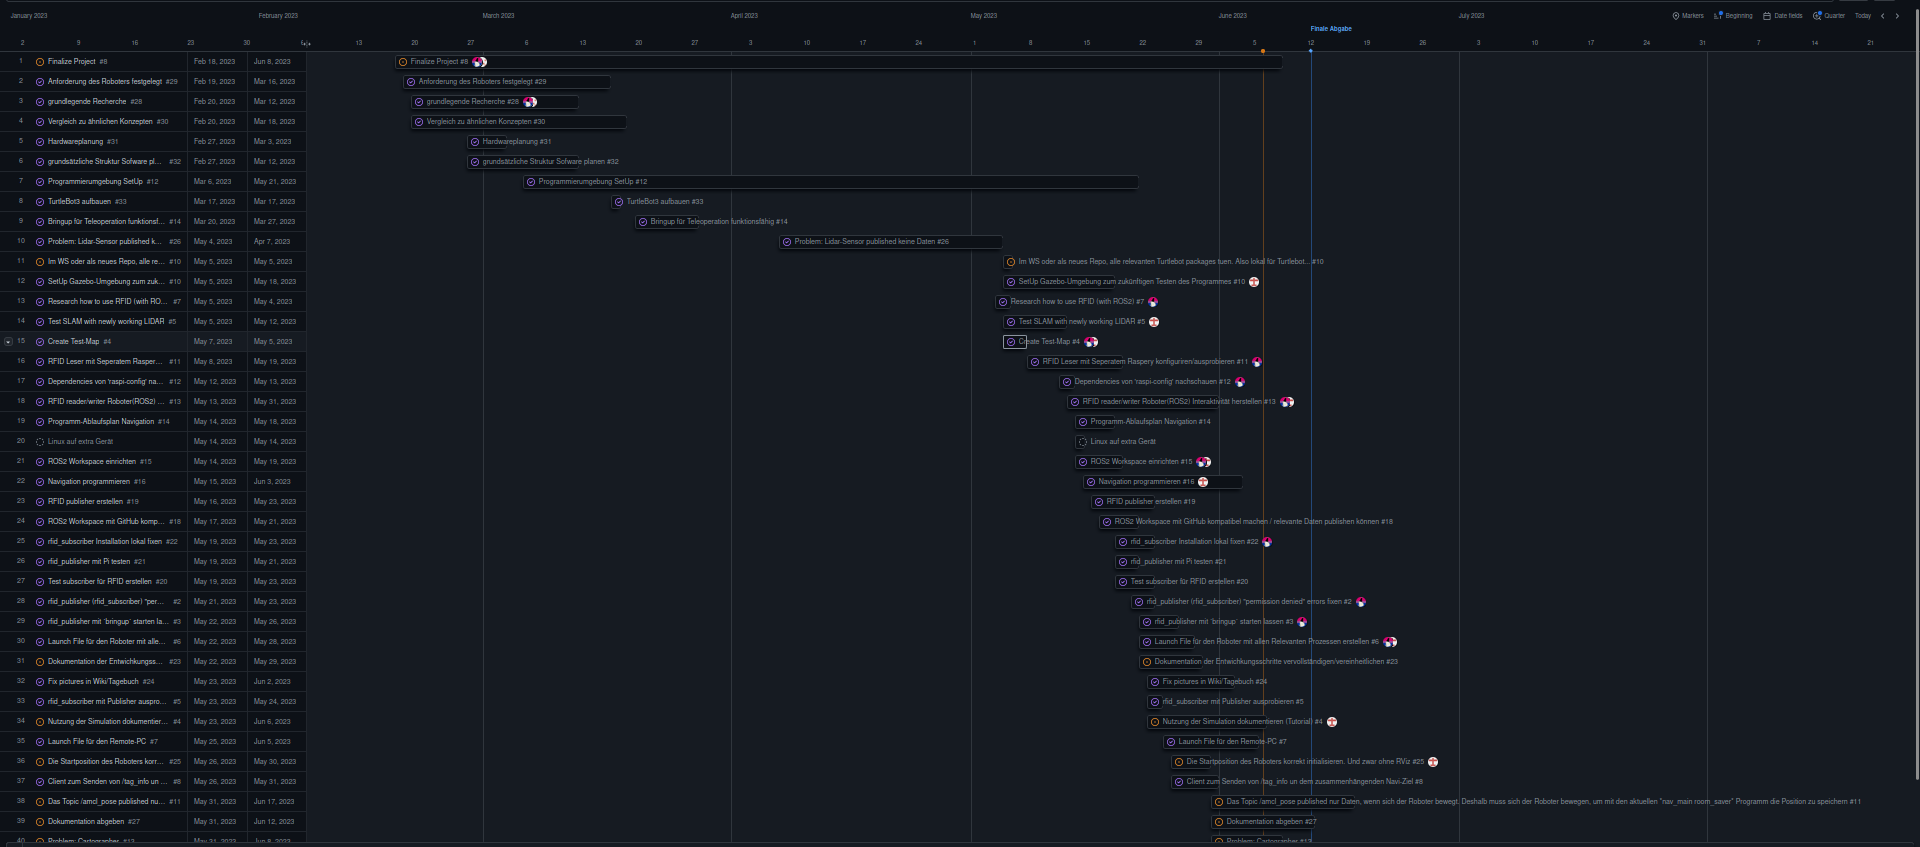 January 2023 February 2023 March 2023 April 2023 May 2023 June 2023 July 2023 Markers Beginning Date fields Quarter Today
Finale Abgabe
2 9 16 23 30 13 20 27 6 13 20 27 3 10 17 24 1 8 15 22 29 5 12 19 26 3 10 17 24 31 7 14 21
1 Finalize Project #8 Feb 18, 2023 Jun 8, 2023 Finalize Project #8
2 Anforderung des Roboters festgelegt #29 Feb 19, 2023 Mar 16, 2023 Anforderung des Roboters festgelegt #29
3 grundlegende Recherche #28 Feb 20, 2023 Mar 12, 2023 grundlegende Recherche #28
4 Vergleich zu ähnlichen Konzepten #30 Feb 20, 2023 Mar 18, 2023 Vergleich zu ähnlichen Konzepten #30
5 Hardwareplanung #31 Feb 27, 2023 Mar 3, 2023 Hardwareplanung #31
6 grundsätzliche Struktur Sofware pl... #32 Feb 27, 2023 Mar 12, 2023 grundsätzliche Struktur Sofware planen #32
7 Programmierumgebung SetUp #12 Mar 6, 2023 May 21, 2023 Programmierumgebung SetUp #12
8 TurtleBot3 aufbauen #33 Mar 17, 2023 Mar 17, 2023 TurtleBot3 aufbauen #33
9 Bringup für Teleoperation funktionsf... #14 Mar 20, 2023 Mar 27, 2023 Bringup für Teleoperation funktionsfähig #14
10 Problem: Lidar-Sensor published k... #26 May 4, 2023 Apr 7, 2023 Problem: Lidar-Sensor published keine Daten #26
11 Im WS oder als neues Repo, alle re... #10 May 5, 2023 May 5, 2023 Im WS oder als neues Repo, alle relevanten Turtlebot packages tuen. Also lokal für Turtlebot... #10
12 SetUp Gazebo-Umgebung zum zuk... #10 May 5, 2023 May 18, 2023 SetUp Gazebo-Umgebung zum zukünftigen Testen des Programmes #10
13 Research how to use RFID (with RO... #7 May 5, 2023 May 4, 2023 Research how to use RFID (with ROS2) #7
14 Test SLAM with newly working LIDAR #5 May 5, 2023 May 12, 2023 Test SLAM with newly working LIDAR #5
15 Create Test-Map #4 May 7, 2023 May 5, 2023 Create Test-Map #4
16 RFID Leser mit Seperatem Rasper... #11 May 8, 2023 May 19, 2023 RFID Leser mit Seperatem Raspery konfiguriren/ausprobieren #11
17 Dependencies von 'raspi-config' na... #12 May 12, 2023 May 13, 2023 Dependencies von 'raspi-config' nachschauen #12
18 RFID reader/writer Roboter(ROS2) ... #13 May 13, 2023 May 31, 2023 RFID reader/writer Roboter(ROS2) Interaktivität herstellen #13
19 Programm-Ablaufsplan Navigation #14 May 14, 2023 May 18, 2023 Programm-Ablaufsplan Navigation #14
20 Linux auf extra Gerät May 14, 2023 May 14, 2023 Linux auf extra Gerät
21 ROS2 Workspace einrichten #15 May 14, 2023 May 19, 2023 ROS2 Workspace einrichten #15
22 Navigation programmieren #16 May 15, 2023 Jun 3, 2023 Navigation programmieren #16
23 RFID publisher erstellen #19 May 16, 2023 May 23, 2023 RFID publisher erstellen #19
24 ROS2 Workspace mit GitHub komp... #18 May 17, 2023 May 21, 2023 ROS2 Workspace mit GitHub kompatibel machen / relevante Daten publishen können #18
25 rfid_subscriber Installation lokal fixen #22 May 19, 2023 May 23, 2023 rfid_subscriber Installation lokal fixen #22
26 rfid_publisher mit Pi testen #21 May 19, 2023 May 21, 2023 rfid_publisher mit Pi testen #21
27 Test subscriber für RFID erstellen #20 May 19, 2023 May 23, 2023 Test subscriber für RFID erstellen #20
28 rfid_publisher (rfid_subscriber) "per... #2 May 21, 2023 May 23, 2023 rfid_publisher (rfid_subscriber) "permission denied" errors fixen #2
29 rfid_publisher mit `bringup` starten la... #3 May 22, 2023 May 26, 2023 rfid_publisher mit `bringup` starten lassen #3
30 Launch File für den Roboter mit alle... #6 May 22, 2023 May 28, 2023 Launch File für den Roboter mit allen Relevanten Prozessen erstellen #6
31 Dokumentation der Entwichkungss... #23 May 22, 2023 May 29, 2023 Dokumentation der Entwichkungsschritte vervollständigen/vereinheitlichen #23
32 Fix pictures in Wiki/Tagebuch #24 May 23, 2023 Jun 2, 2023 Fix pictures in Wiki/Tagebuch #24
33 rfid_subscriber mit Publisher auspro... #5 May 23, 2023 May 24, 2023 rfid_subscriber mit Publisher ausprobieren #5
34 Nutzung der Simulation dokumentier... #4 May 23, 2023 Jun 6, 2023 Nutzung der Simulation dokumentieren (Tutorial) #4
35 Launch File für den Remote-PC #7 May 25, 2023 Jun 5, 2023 Launch File für den Remote-PC #7
36 Die Startposition des Roboters korr... #25 May 26, 2023 May 30, 2023 Die Startposition des Roboters korrekt initialisieren. Und zwar ohne RViz #25
37 Client zum Senden von /tag_info un ... #8 May 26, 2023 May 31, 2023 Client zum Senden von /tag_info un dem zusammenhängenden Navi-Ziel #8
38 Das Topic /amcl_pose published nu... #11 May 31, 2023 Jun 17, 2023 Das Topic /amcl_pose published nur Daten, wenn sich der Roboter bewegt. Deshalb muss sich der Roboter bewegen, um mit den aktuellen "nav_main room_saver" Programm die Position zu speichern #11
39 Dokumentation abgeben #27 May 31, 2023 Jun 12, 2023 Dokumentation abgeben #27